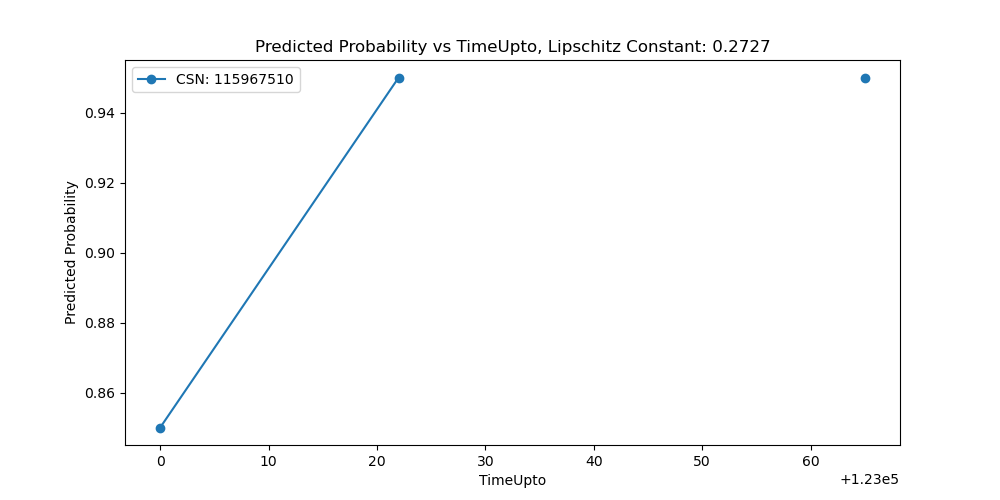 Predicted Probability vs TimeUpto, Lipschitz Constant: 0.2727
CSN: 115967510
Predicted Probability
0.94
0.92
0.90
0.88
0.86
0 10 20 30 40 50 60
TimeUpto
+1.23e5